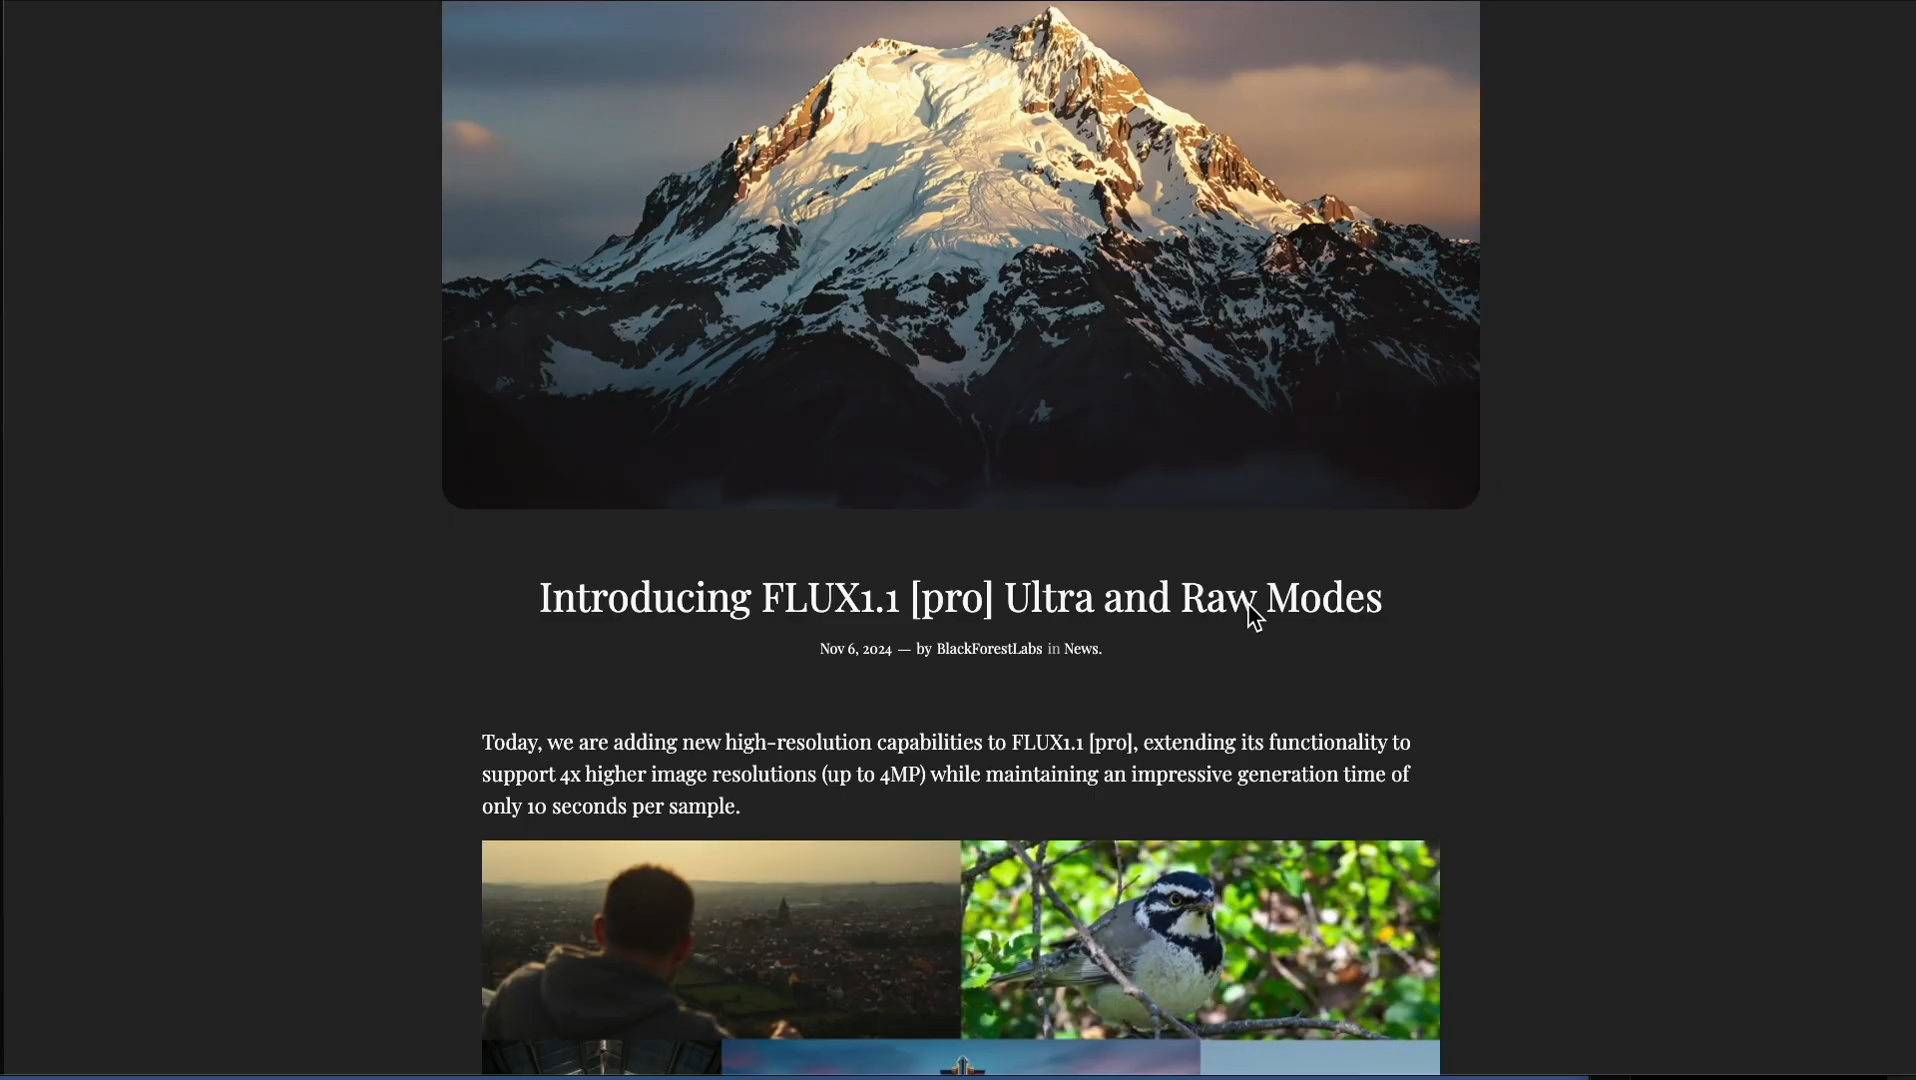 Introducing FLUX1.1 [pro] Ultra and Raw Modes
Nov 6, 2024 — by BlackForestLabs in News.
Today, we are adding new high-resolution capabilities to FLUX1.1 [pro], extending its functionality to
support 4x higher image resolutions (up to 4MP) while maintaining an impressive generation time of
only 10 seconds per sample.